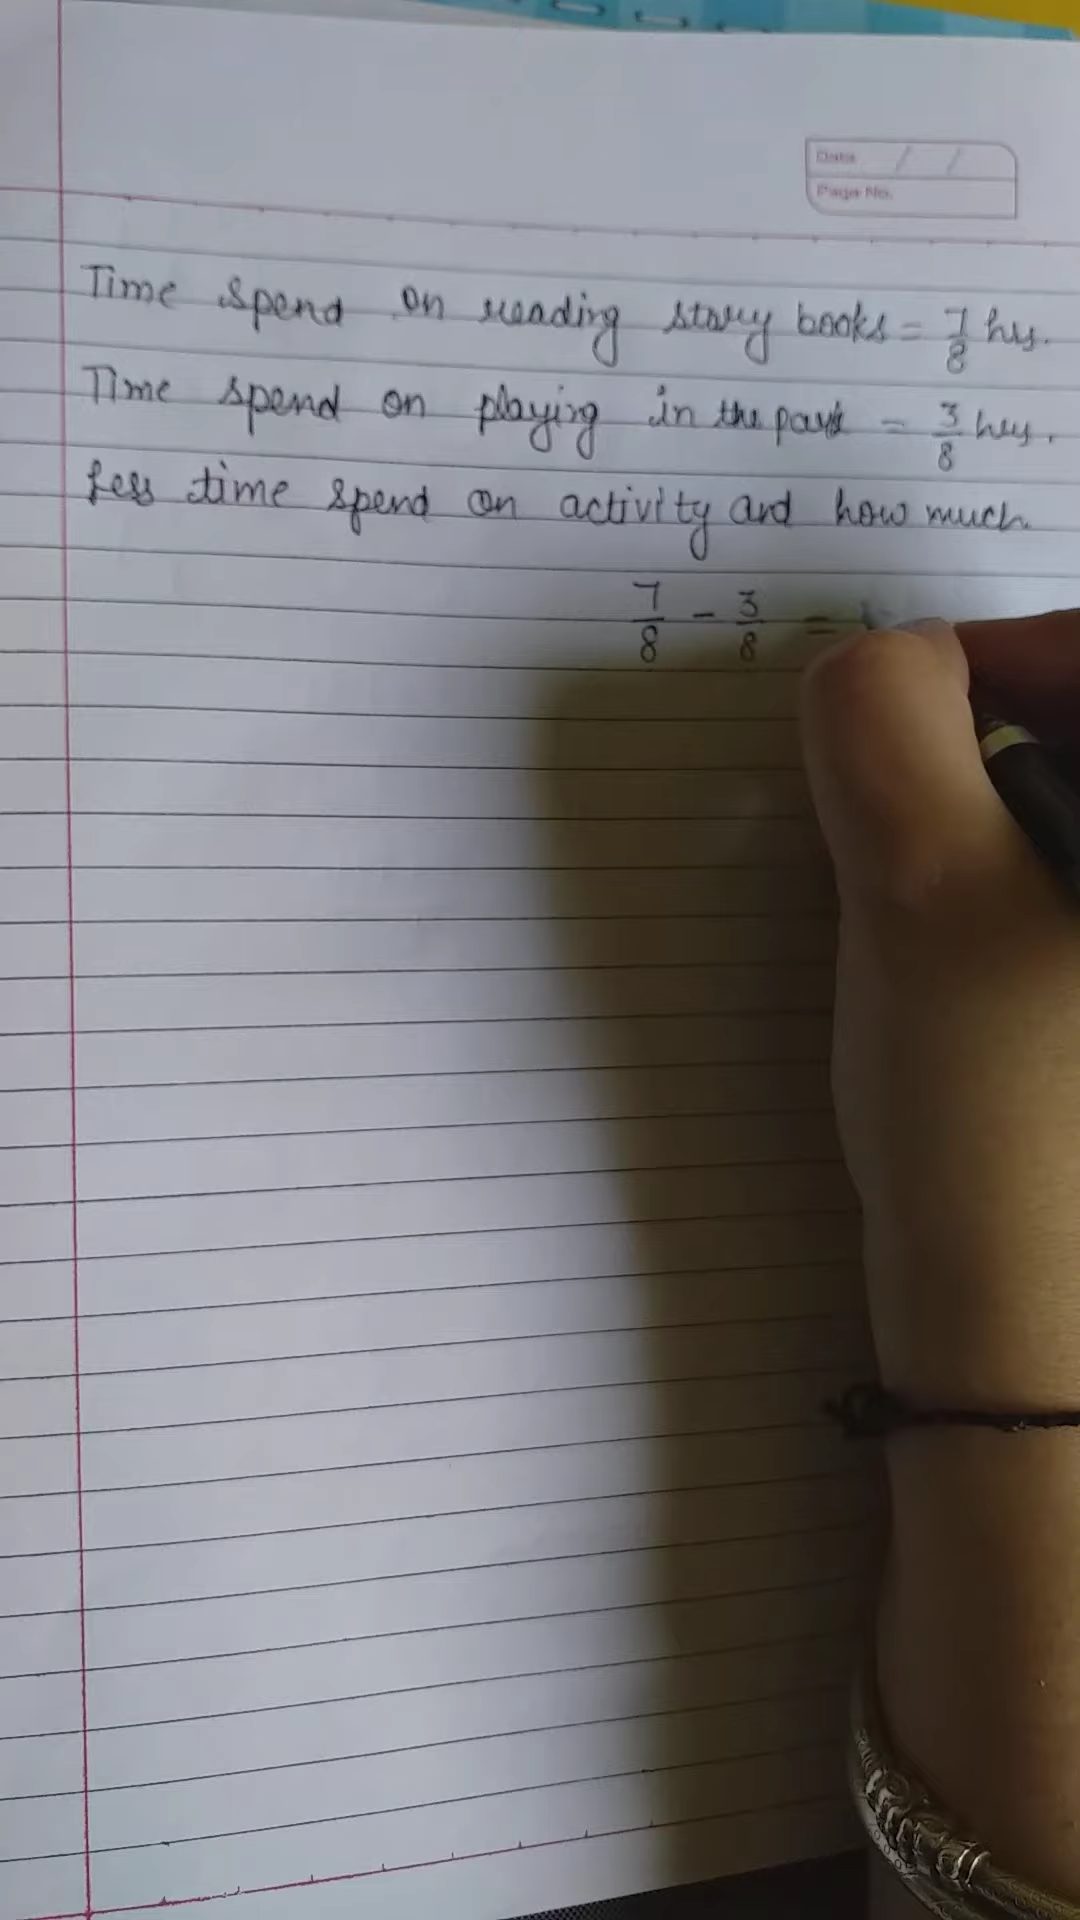 Date / /
Page No.
Time spend on reading story books = 7/8 hrs.
Time spend on playing in the park = 3/8 hrs.
Less time spend on activity and how much
7/8 - 3/8 =